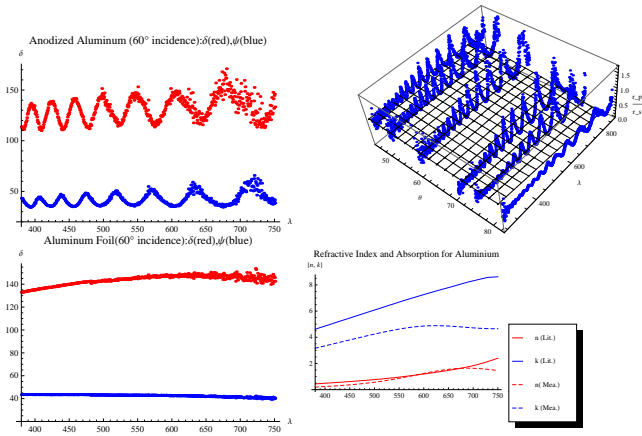 Anodized Aluminum (60° incidence):δ(red),ψ(blue)
δ
150
100
50
400 450 500 550 600 650 700 750 λ
1.5
1.0
0.5
0.0
r_p
r_s
50
60
70
80
θ
400
600
800
λ
Aluminum Foil(60° incidence):δ(red),ψ(blue)
δ
140
120
100
80
60
40
400 450 500 550 600 650 700 750 λ
Refractive Index and Absorption for Aluminium
{n, k}
8
6
4
2
400 450 500 550 600 650 700 750 λ
n (Lit.)
k (Lit.)
n( Mea.)
k (Mea.)